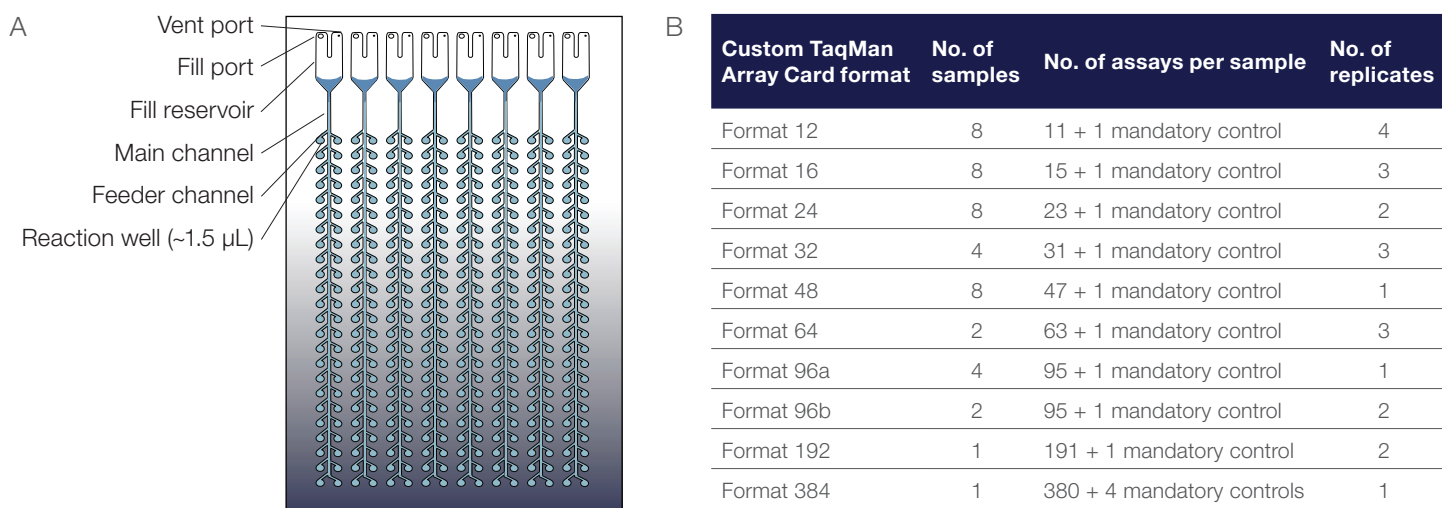 A
Vent port
Fill port
Fill reservoir
Main channel
Feeder channel
Reaction well (~1.5 µL)
B
Custom TaqMan Array Card format No. of samples No. of assays per sample No. of replicates
Format 12 8 11 + 1 mandatory control 4
Format 16 8 15 + 1 mandatory control 3
Format 24 8 23 + 1 mandatory control 2
Format 32 4 31 + 1 mandatory control 3
Format 48 8 47 + 1 mandatory control 1
Format 64 2 63 + 1 mandatory control 3
Format 96a 4 95 + 1 mandatory control 1
Format 96b 2 95 + 1 mandatory control 2
Format 192 1 191 + 1 mandatory control 2
Format 384 1 380 + 4 mandatory controls 1